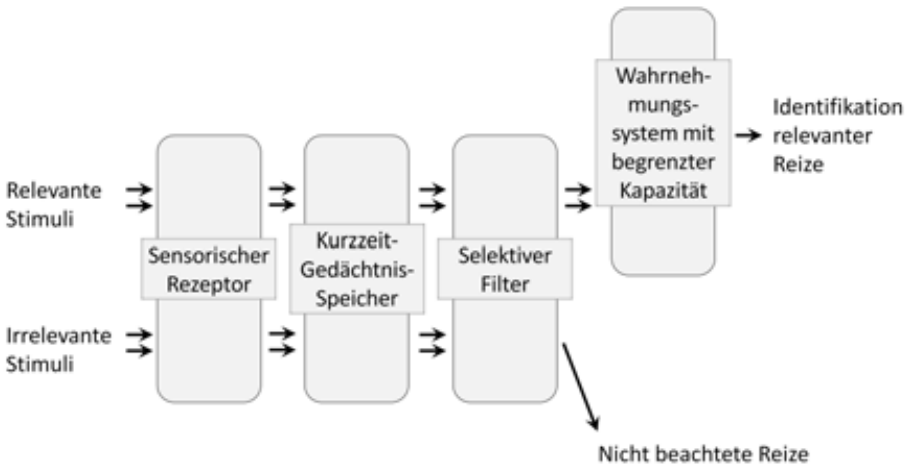 Relevante
Stimuli
Irrelevante
Stimuli
Sensorischer
Rezeptor
Kurzzeit-
Gedächtnis-
Speicher
Selektiver
Filter
Wahrneh-
mungs-
system mit
begrenzter
Kapazität
Identifikation
relevanter
Reize
Nicht beachtete Reize